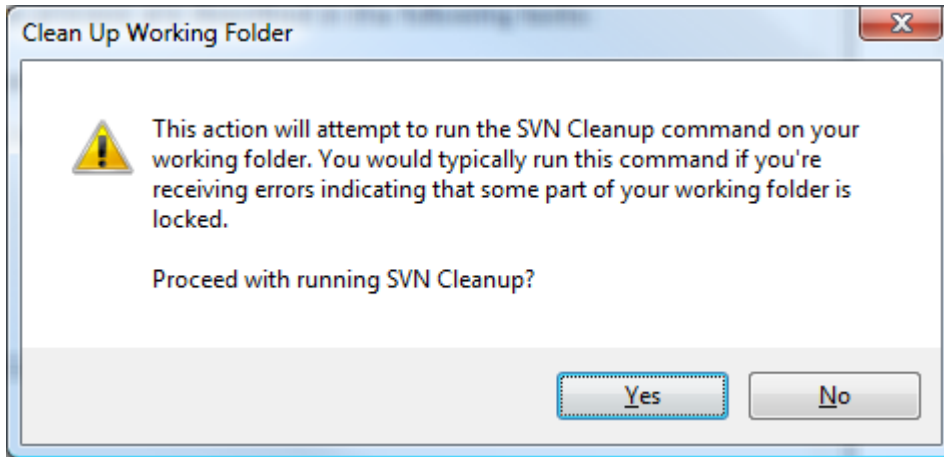 Clean Up Working Folder
This action will attempt to run the SVN Cleanup command on your
working folder. You would typically run this command if you're
receiving errors indicating that some part of your working folder is
locked.
Proceed with running SVN Cleanup?
Yes
No